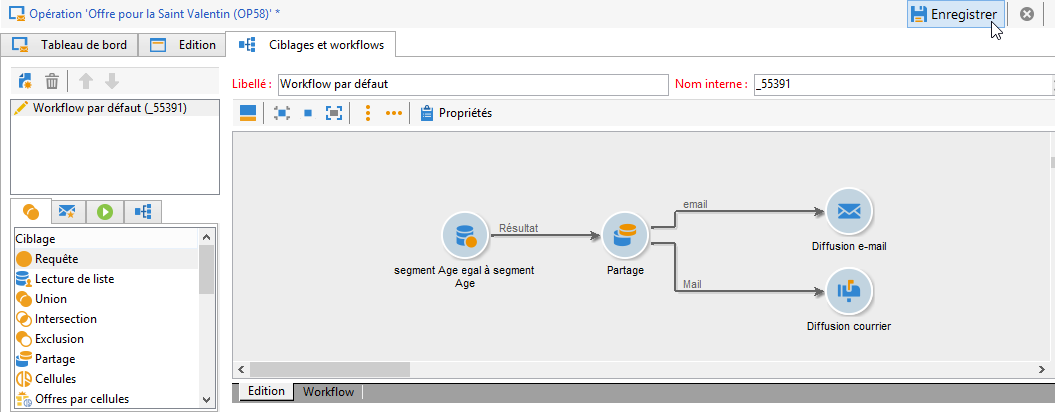 Opération 'Offre pour la Saint Valentin (OP58)' *
Enregistrer
Tableau de bord
Edition
Ciblages et workflows
Libellé :
Workflow par défaut
Nom interne :
_55391
Workflow par défaut (_55391)
Propriétés
Ciblage
Requête
Lecture de liste
Union
Intersection
Exclusion
Partage
Cellules
Offres par cellules
Résultat
email
Mail
segment Age egal à segment
Age
Partage
Diffusion e-mail
Diffusion courrier
Edition
Workflow